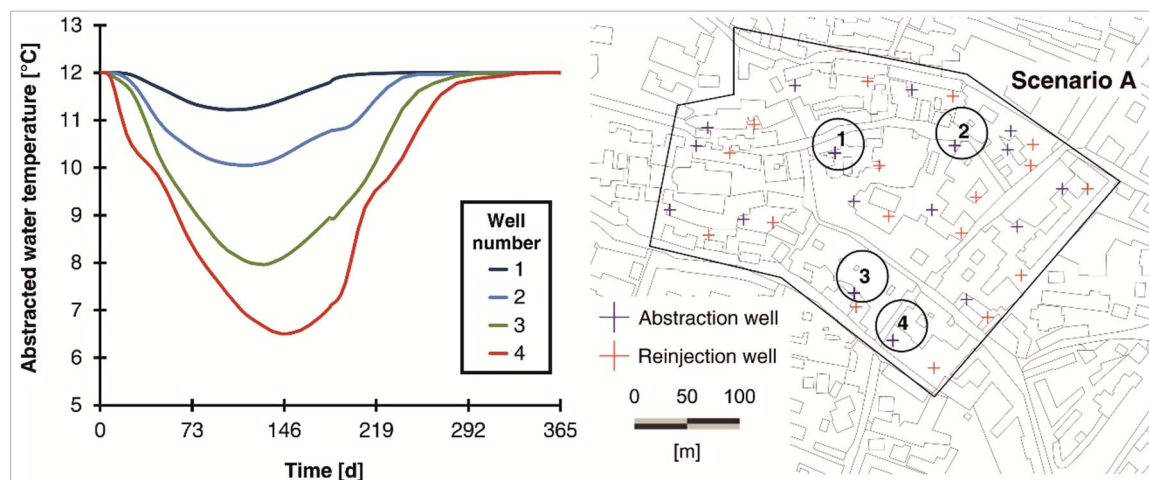 Abstracted water temperature [°C]
13
12
11
10
9
8
7
6
5
0 73 146 219 292 365
Time [d]
Well
number
1
2
3
4
Scenario A
1
2
3
4
Abstraction well
Reinjection well
0 50 100
[m]